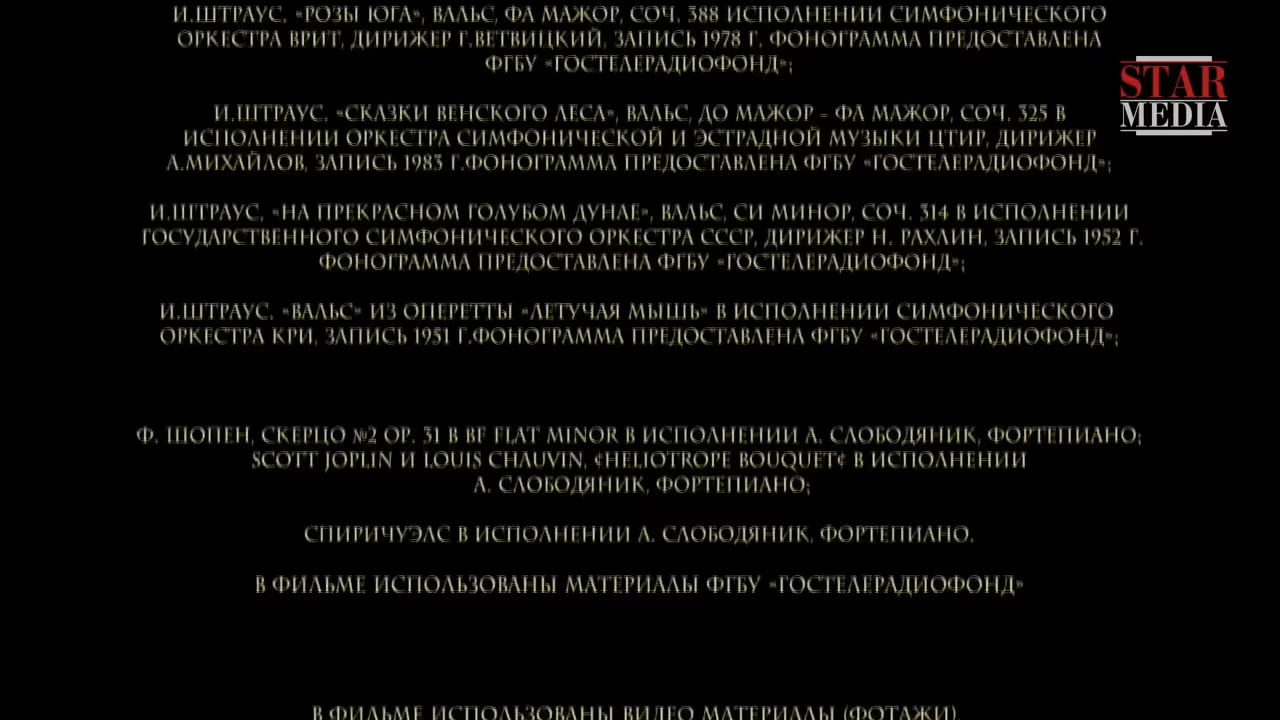 И.ШТРАУС. «РОЗЫ ЮГА», ВАЛЬС, ФА МАЖОР, СОЧ. 388 ИСПОЛНЕНИИ СИМФОНИЧЕСКОГО
ОРКЕСТРА ВРИТ, ДИРИЖЕР Г.ВЕТВИЦКИЙ, ЗАПИСЬ 1978 Г. ФОНОГРАММА ПРЕДОСТАВЛЕНА
ФГБУ «ГОСТЕЛЕРАДИОФОНД»;
STAR
MEDIA
И.ШТРАУС. «СКАЗКИ ВЕНСКОГО ЛЕСА», ВАЛЬС, ДО МАЖОР - ФА МАЖОР, СОЧ. 325 В
ИСПОЛНЕНИИ ОРКЕСТРА СИМФОНИЧЕСКОЙ И ЭСТРАДНОЙ МУЗЫКИ ЦТИР, ДИРИЖЕР
А.МИХАЙЛОВ, ЗАПИСЬ 1983 Г.ФОНОГРАММА ПРЕДОСТАВЛЕНА ФГБУ «ГОСТЕЛЕРАДИОФОНД»;
И.ШТРАУС. «НА ПРЕКРАСНОМ ГОЛУБОМ ДУНАЕ», ВАЛЬС, СИ МИНОР, СОЧ. 314 В ИСПОЛНЕНИИ
ГОСУДАРСТВЕННОГО СИМФОНИЧЕСКОГО ОРКЕСТРА СССР, ДИРИЖЕР Н. РАХЛИН, ЗАПИСЬ 1952 Г.
ФОНОГРАММА ПРЕДОСТАВЛЕНА ФГБУ «ГОСТЕЛЕРАДИОФОНД»;
И.ШТРАУС. «ВАЛЬС» ИЗ ОПЕРЕТТЫ «ЛЕТУЧАЯ МЫШЬ» В ИСПОЛНЕНИИ СИМФОНИЧЕСКОГО
ОРКЕСТРА КРИ, ЗАПИСЬ 1951 Г.ФОНОГРАММА ПРЕДОСТАВЛЕНА ФГБУ «ГОСТЕЛЕРАДИОФОНД»;
Ф. ШОПЕН, СКЕРЦО №2 OP. 31 В BF FLAT MINOR В ИСПОЛНЕНИИ А. СЛОБОДЯНИК, ФОРТЕПИАНО;
SCOTT JOPLIN И LOUIS CHAUVIN, ¢HELIOTROPE BOUQUET¢ В ИСПОЛНЕНИИ
А. СЛОБОДЯНИК, ФОРТЕПИАНО;
СПИРИЧУЭЛС В ИСПОЛНЕНИИ А. СЛОБОДЯНИК, ФОРТЕПИАНО.
В ФИЛЬМЕ ИСПОЛЬЗОВАНЫ МАТЕРИАЛЫ ФГБУ «ГОСТЕЛЕРАДИОФОНД»
В ФИЛЬМЕ ИСПОЛЬЗОВАНЫ ВИДЕО МАТЕРИАЛЫ (ФОТАЖИ),